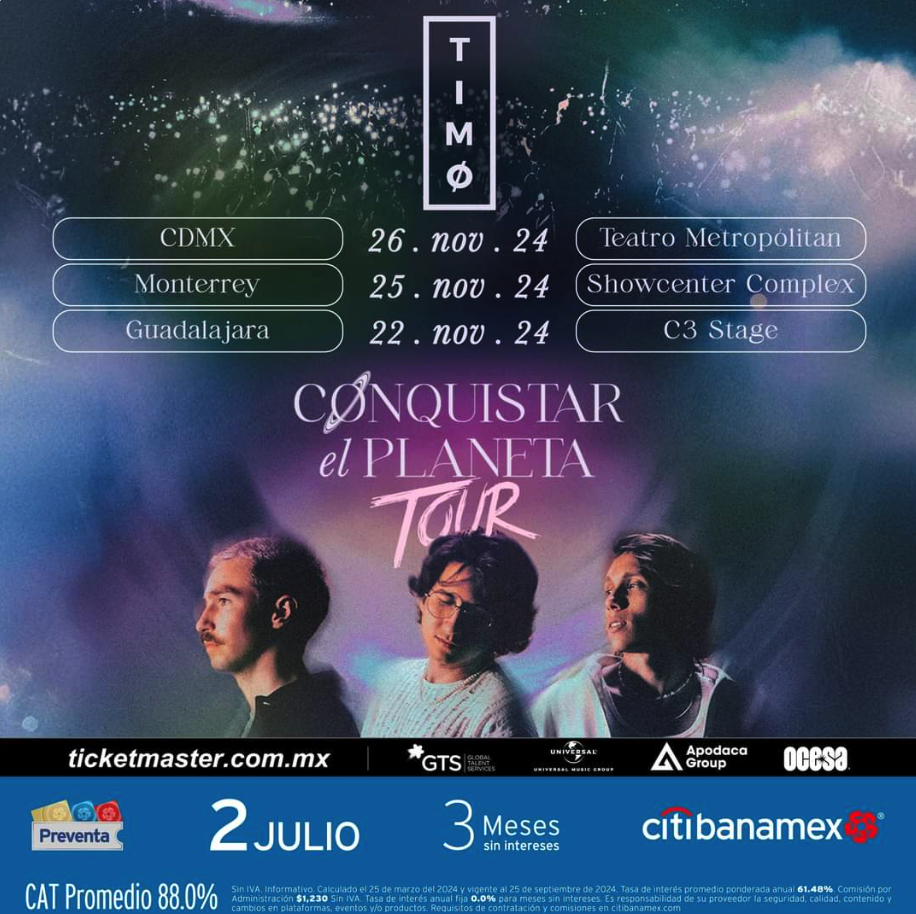 TIMØ
CDMX 26 . nov . 24 Teatro Metropólitan
Monterrey 25 . nov . 24 Showcenter Complex
Guadalajara 22 . nov . 24 C3 Stage
CØNQUISTAR
el PLANETA
TOUR
ticketmaster.com.mx GTS GLOBAL TALENT SERVICES UNIVERSAL UNIVERSAL MUSIC GROUP Apodaca Group ocesa
Preventa 2 JULIO 3 Meses sin intereses citibanamex
CAT Promedio 88.0%
Sin IVA. Informativo. Calculado el 25 de marzo del 2024 y vigente al 25 de septiembre de 2024. Tasa de interés promedio ponderada anual 61.48%. Comisión por
Administración $1,230 Sin IVA. Tasa de interés anual fija 0.0% para meses sin intereses. Es responsabilidad de su proveedor la seguridad, calidad, contenido y
cambios en plataformas, eventos y/o productos. Requisitos de contratación y comisiones en citibanamex.com